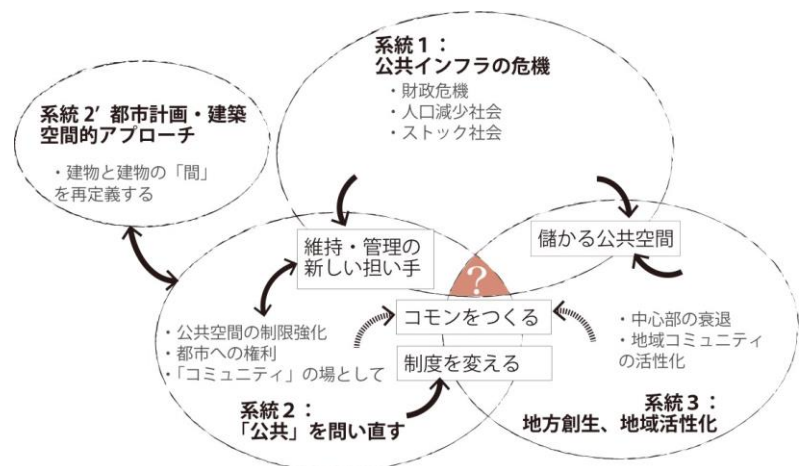 系統1：
公共インフラの危機
・財政危機
・人口減少社会
・ストック社会
系統2′都市計画・建築
空間的アプローチ
・建物と建物の「間」
を再定義する
維持・管理の
新しい担い手
儲かる公共空間
?
コモンをつくる
制度を変える
・公共空間の制限強化
・都市への権利
・「コミュニティ」の場として
系統2：
「公共」を問い直す
・中心部の衰退
・地域コミュニティ
の活性化
系統3：
地方創生、地域活性化